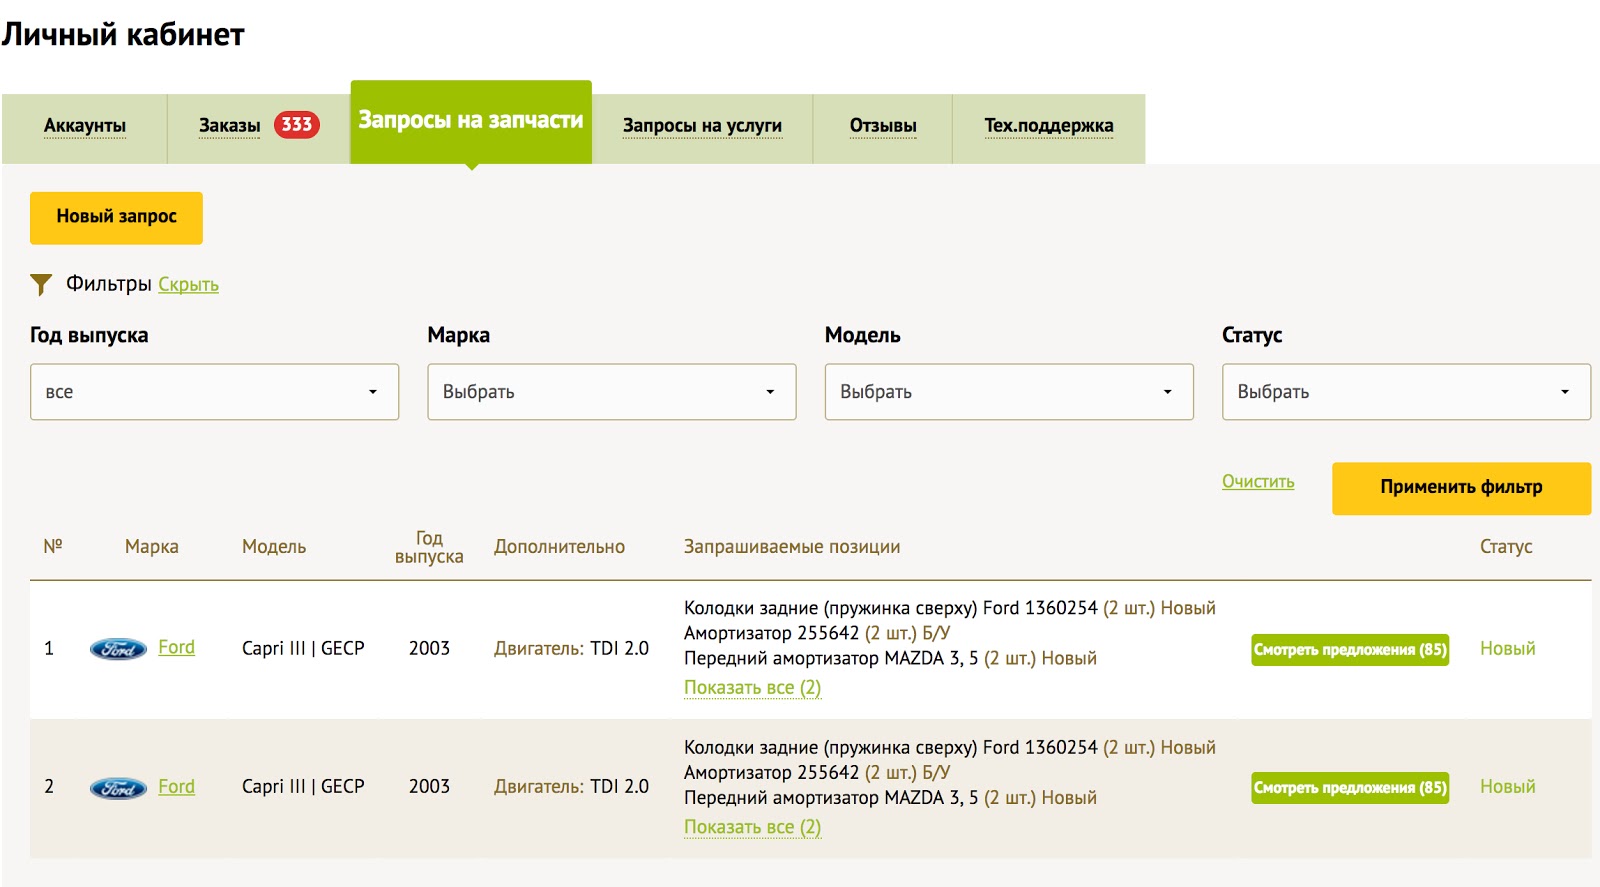 Личный кабинет
Аккаунты
Заказы 333
Запросы на запчасти
Запросы на услуги
Отзывы
Тех.поддержка
Новый запрос
Фильтры Скрыть
Год выпуска
Марка
Модель
Статус
все
Выбрать
Выбрать
Выбрать
Очистить
Применить фильтр
№
Марка
Модель
Год
выпуска
Дополнительно
Запрашиваемые позиции
Статус
1
Ford
Ford
Capri III | GECP
2003
Двигатель: TDI 2.0
Колодки задние (пружинка сверху) Ford 1360254 (2 шт.) Новый
Амортизатор 255642 (2 шт.) Б/У
Передний амортизатор MAZDA 3, 5 (2 шт.) Новый
Показать все (2)
Смотреть предложения (85)
Новый
2
Ford
Ford
Capri III | GECP
2003
Двигатель: TDI 2.0
Колодки задние (пружинка сверху) Ford 1360254 (2 шт.) Новый
Амортизатор 255642 (2 шт.) Б/У
Передний амортизатор MAZDA 3, 5 (2 шт.) Новый
Показать все (2)
Смотреть предложения (85)
Новый